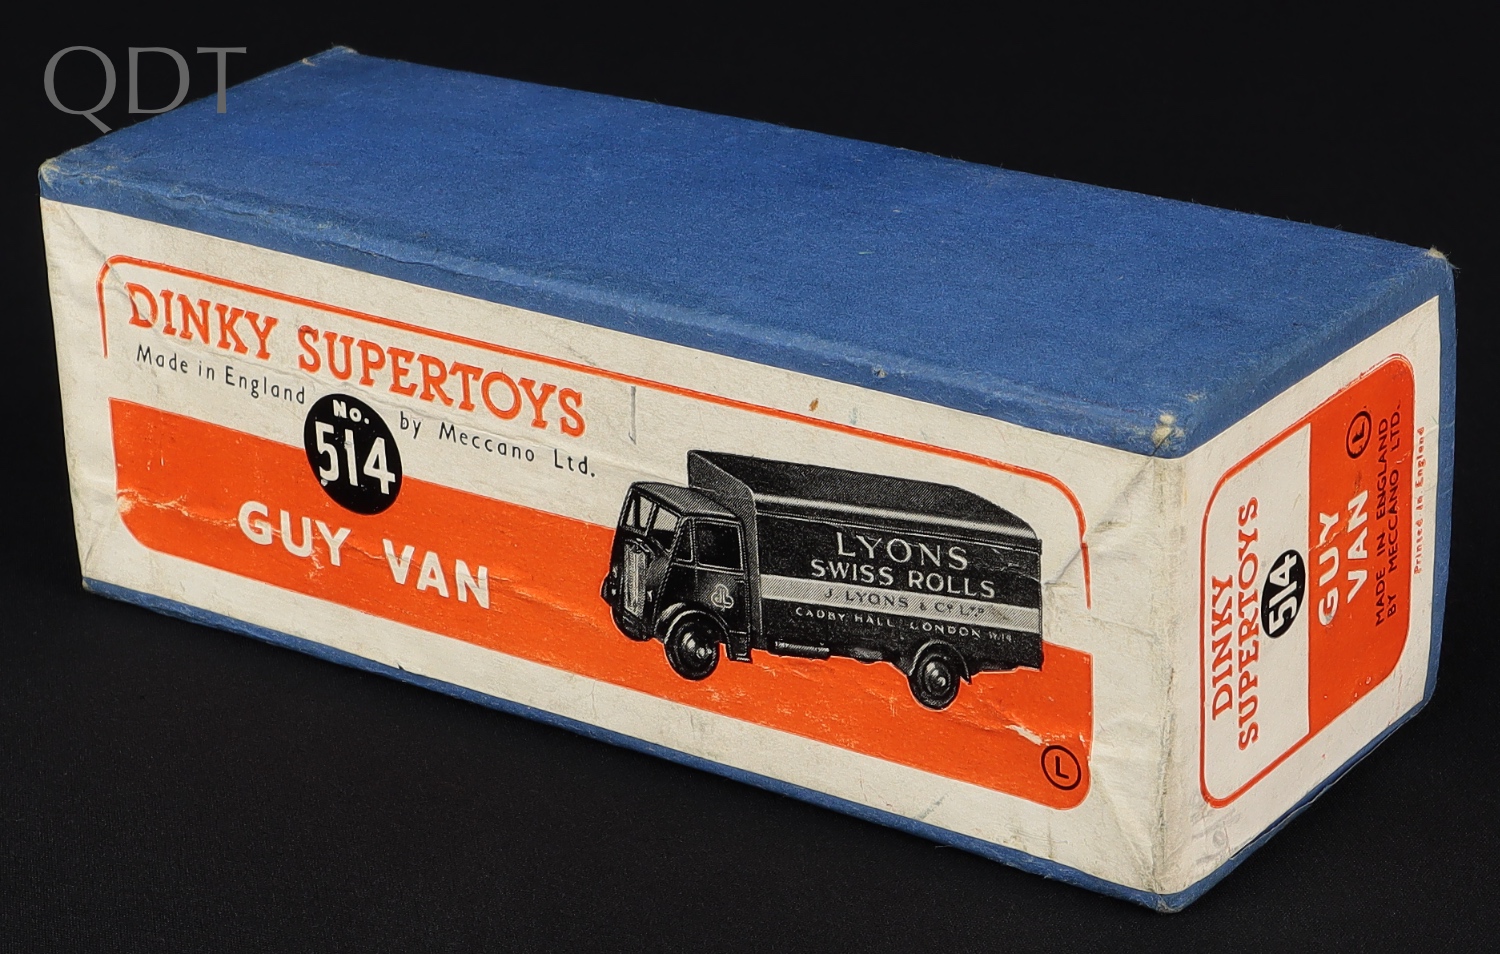 QDT
DINKY SUPERTOYS
Made in England by Meccano Ltd.
No.
514
GUY VAN
LYONS
SWISS ROLLS
J. LYONS & Co LTD
CADBY HALL LONDON W.14
L
DINKY
SUPERTOYS
514
GUY
VAN
L
MADE IN ENGLAND
BY MECCANO LTD.
Printed in England